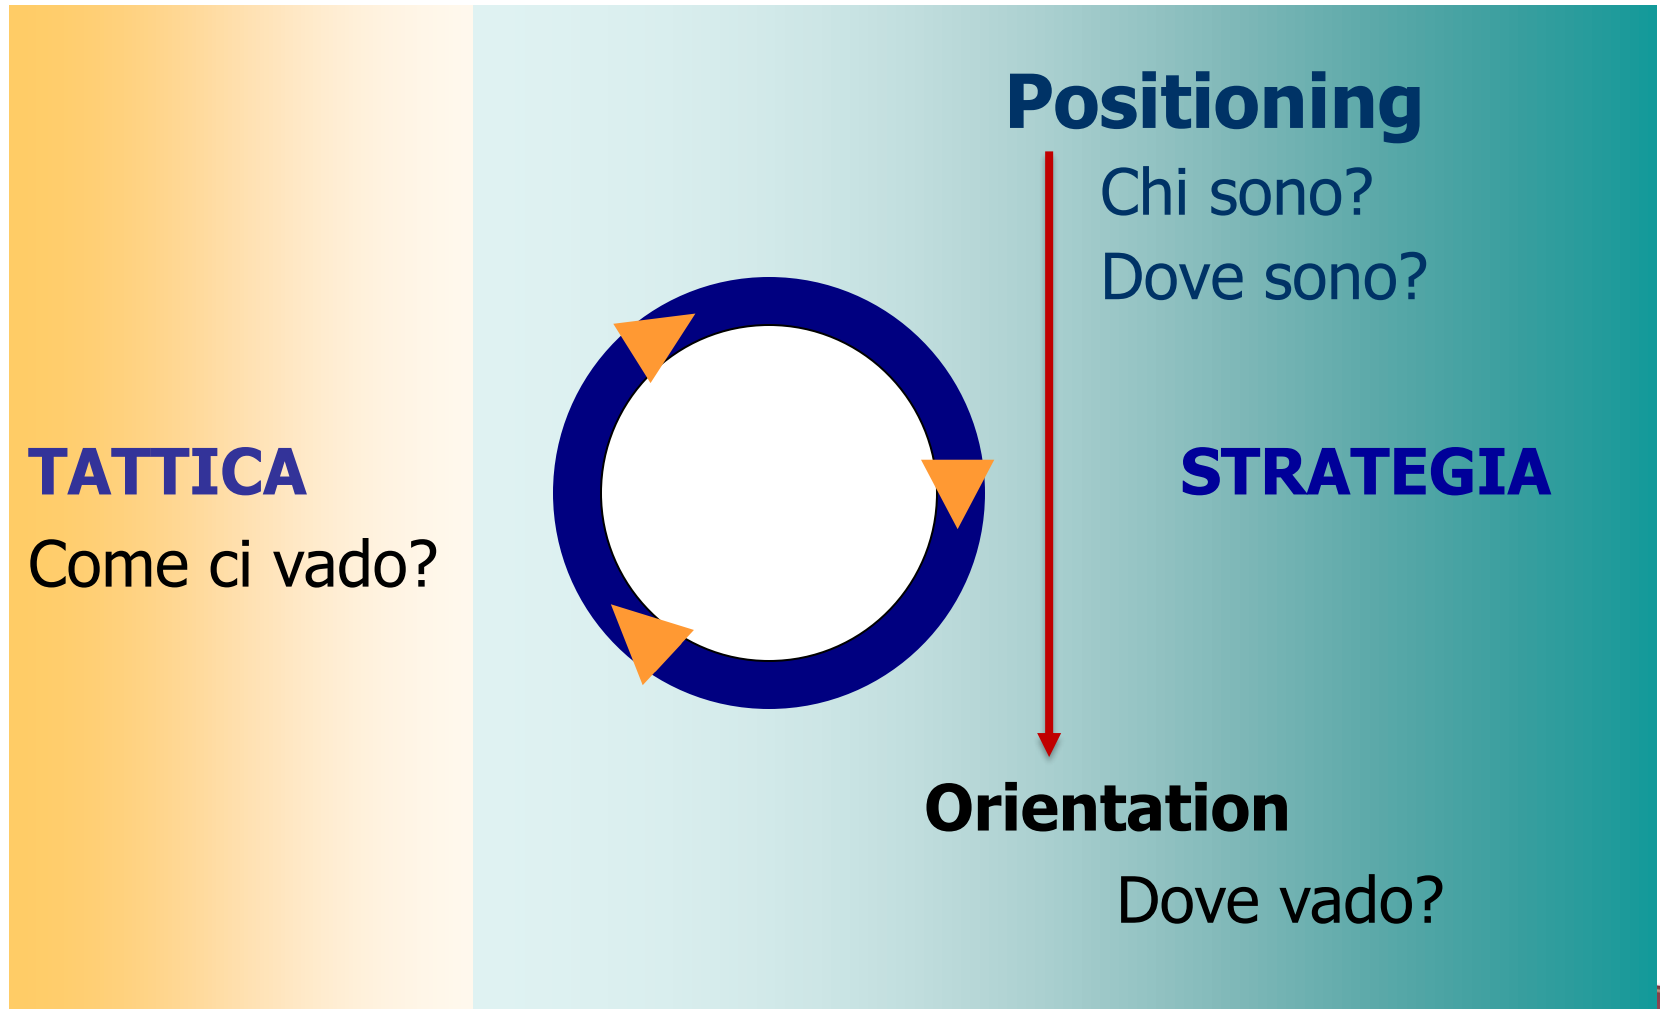 Positioning
Chi sono?
Dove sono?
TATTICA
Come ci vado?
STRATEGIA
Orientation
Dove vado?